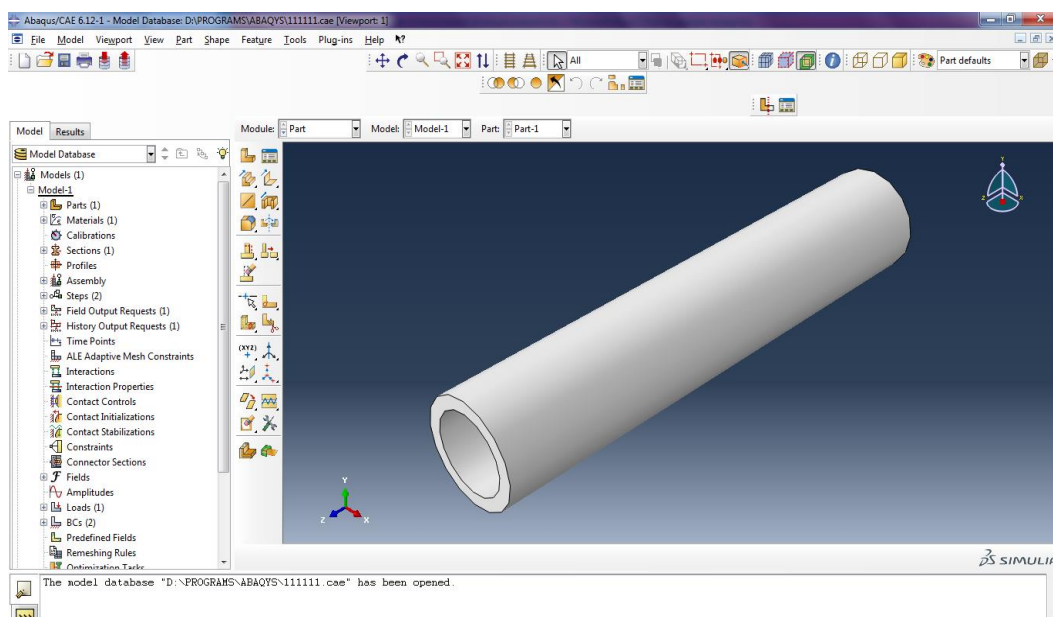 Abaqus/CAE 6.12-1 - Model Database: D:\PROGRAMS\ABAQYS\111111.cae [Viewport: 1]
File Model Viewport View Part Shape Feature Tools Plug-ins Help
All
Part defaults
Model Results
Module: Part Model: Model-1 Part: Part-1
Model Database
Models (1)
Model-1
Parts (1)
Materials (1)
Calibrations
Sections (1)
Profiles
Assembly
Steps (2)
Field Output Requests (1)
History Output Requests (1)
Time Points
ALE Adaptive Mesh Constraints
Interactions
Interaction Properties
Contact Controls
Contact Initializations
Contact Stabilizations
Constraints
Connector Sections
Fields
Amplitudes
Loads (1)
BCs (2)
Predefined Fields
Remeshing Rules
Optimization Tasks
(XYZ)
Y
Z X
Y
Z X
SIMULIA
The model database "D:\PROGRAMS\ABAQYS\111111.cae" has been opened.